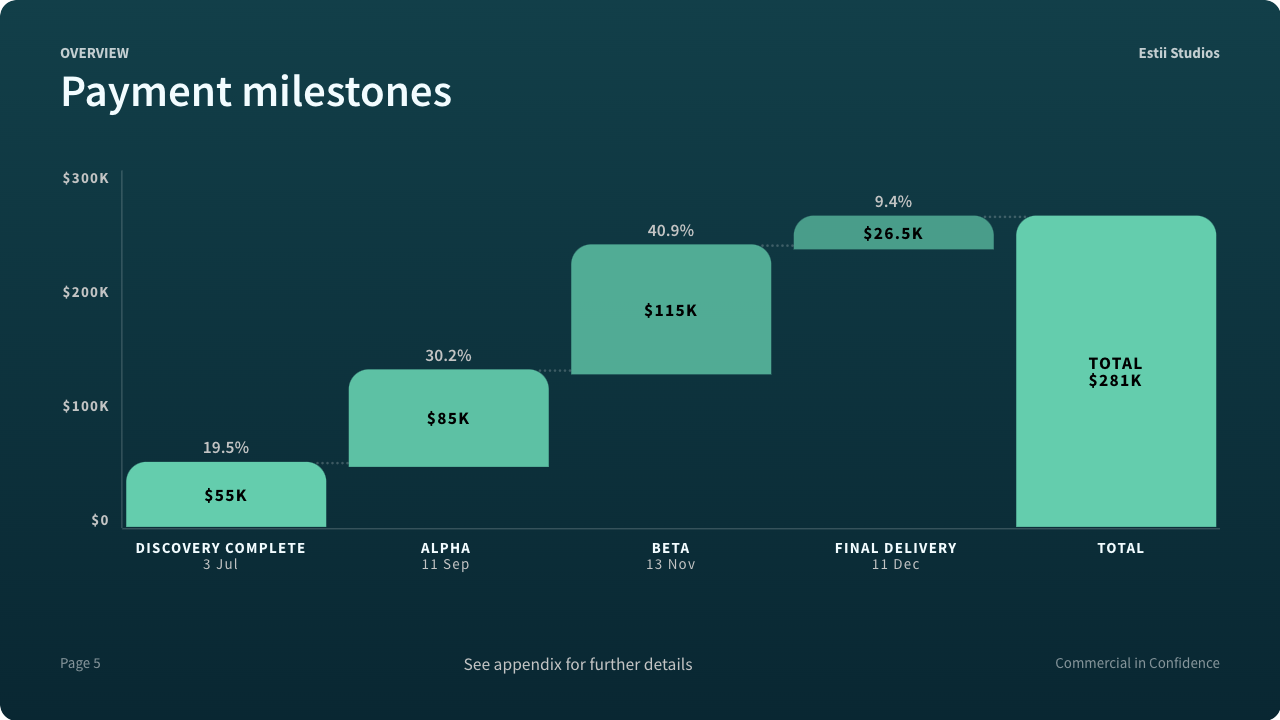 OVERVIEW
Estii Studios
Payment milestones
$300K
$200K
$100K
$0
19.5%
$55K
30.2%
$85K
40.9%
$115K
9.4%
$26.5K
TOTAL
$281K
DISCOVERY COMPLETE
3 Jul
ALPHA
11 Sep
BETA
13 Nov
FINAL DELIVERY
11 Dec
TOTAL
Page 5
See appendix for further details
Commercial in Confidence